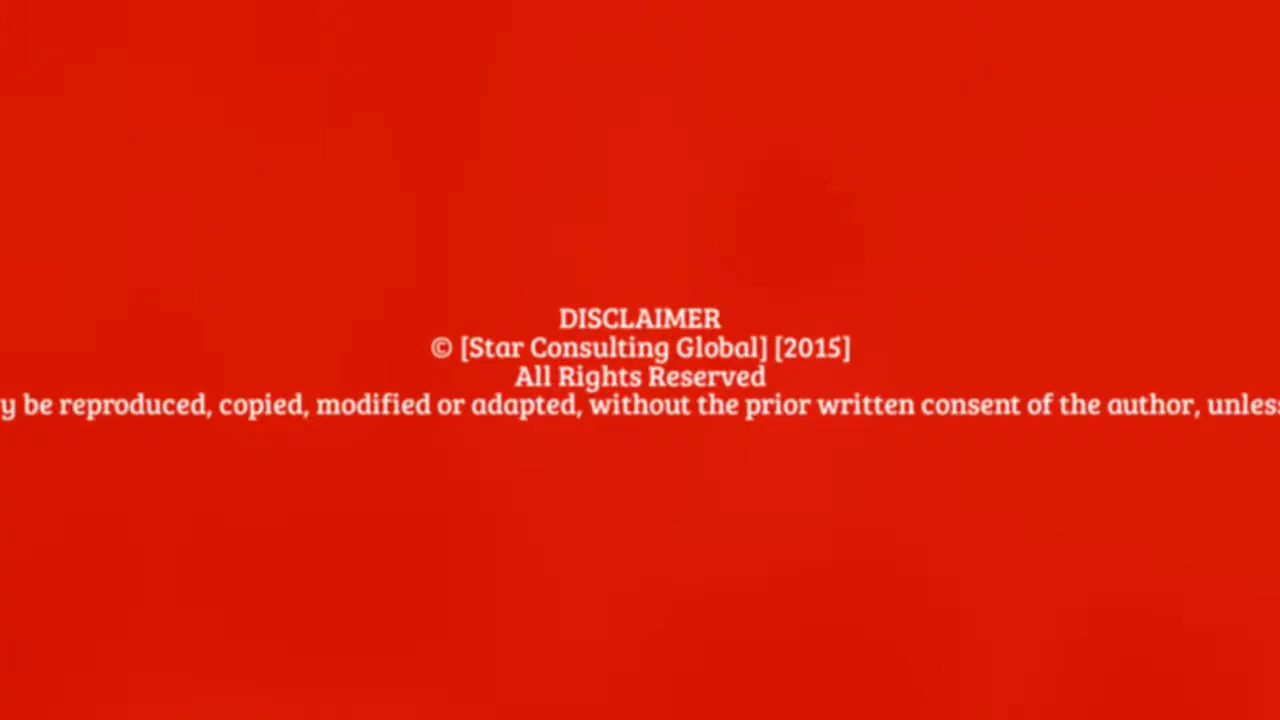 DISCLAIMER
© [Star Consulting Global] [2015]
All Rights Reserved
y be reproduced, copied, modified or adapted, without the prior written consent of the author, unless